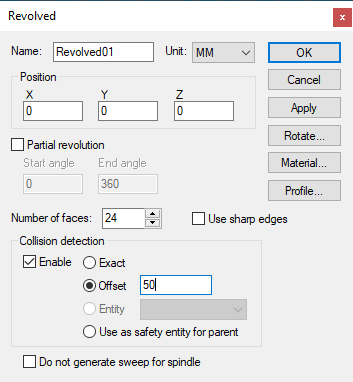 Revolved
Name: Revolved01 Unit: MM OK
Position Cancel
X Y Z
0 0 0 Apply
Partial revolution Rotate...
Start angle End angle
0 360 Material...
Profile...
Number of faces: 24 Use sharp edges
Collision detection
Enable Exact
Offset 50
Entity
Use as safety entity for parent
Do not generate sweep for spindle